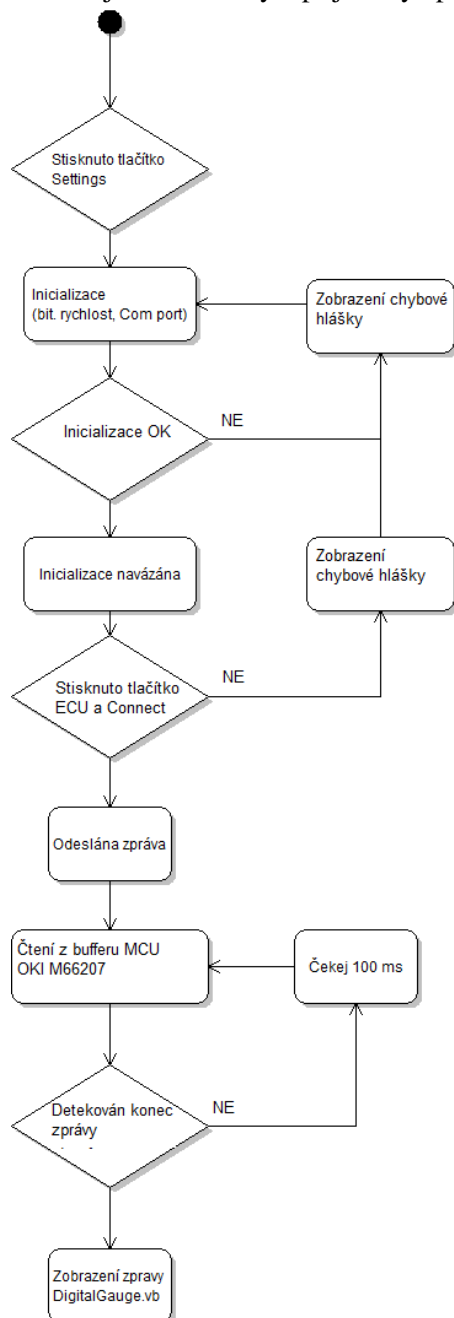 Stisknuto tlačítko
Settings
Inicializace
(bit. rychlost, Com port)
Zobrazení chybové
hlášky
Inicializace OK
NE
Inicializace navázána
Zobrazení
chybové hlášky
Stisknuto tlačítko
ECU a Connect
NE
Odeslána zpráva
Čtení z bufferu MCU
OKI M66207
Čekej 100 ms
Detekován konec
zprávy
NE
Zobrazení zpravy
DigitalGauge.vb